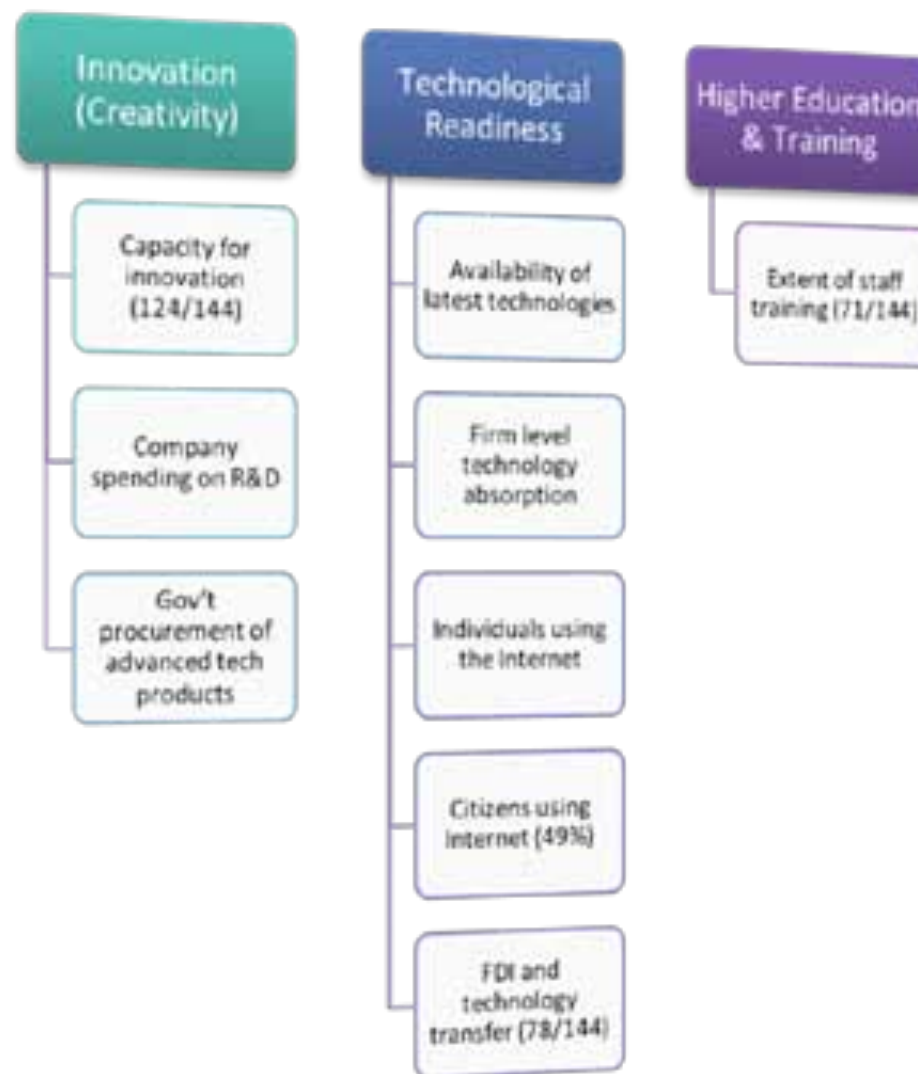 Innovation
(Creativity)
Capacity for
innovation
(124/144)
Company
spending on R&D
Gov't
procurement of
advanced tech
products
Technological
Readiness
Availability of
latest technologies
Firm level
technology
absorption
Individuals using
the Internet
Citizens using
Internet (49%)
FDI and
technology
transfer (78/144)
Higher Education
& Training
Extent of staff
training (71/144)